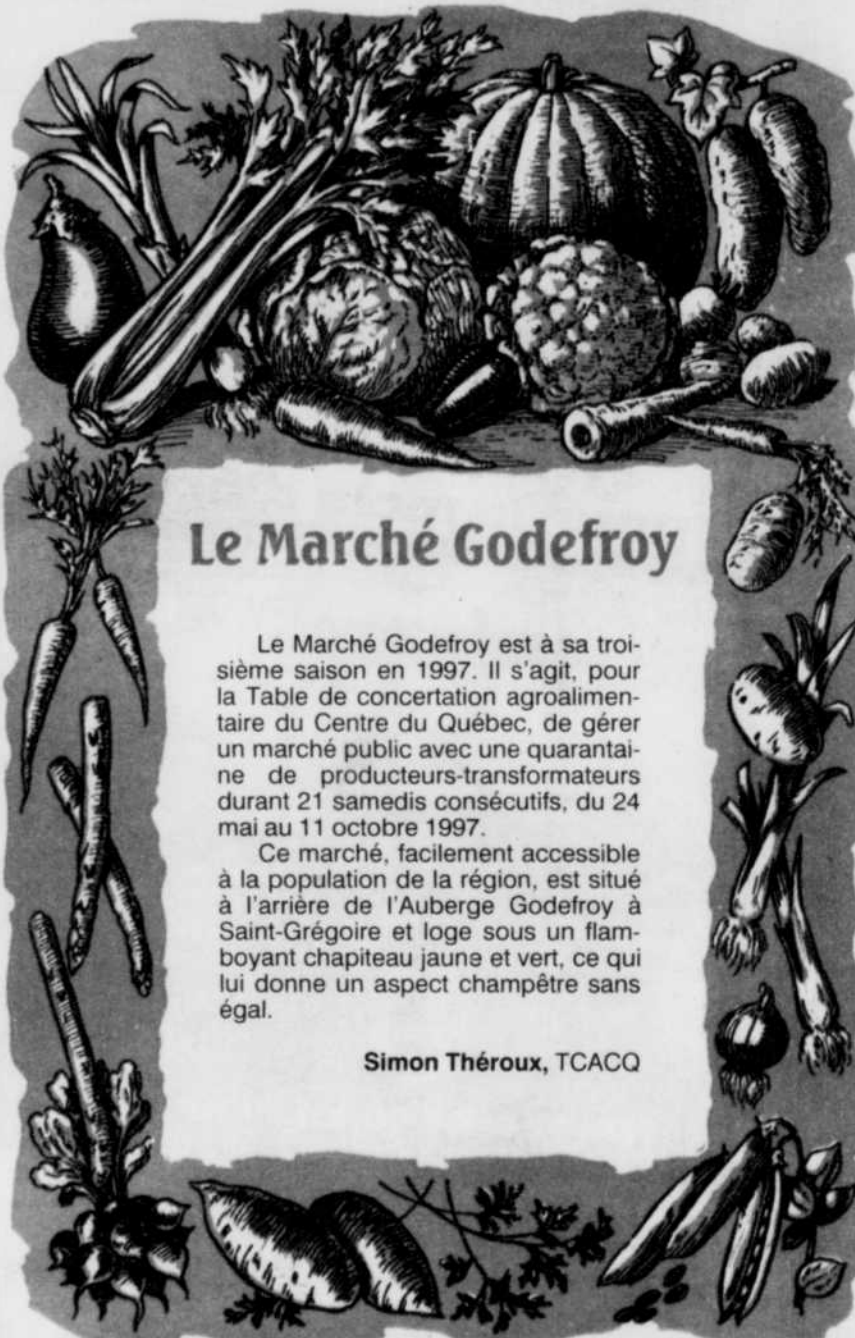 Le Marché Godefroy
Le Marché Godefroy est à sa troi-
sième saison en 1997. Il s'agit, pour
la Table de concertation agroalimen-
taire du Centre du Québec, de gérer
un marché public avec une quarantai-
ne de producteurs-transformateurs
durant 21 samedis consécutifs, du 24
mai au 11 octobre 1997.
Ce marché, facilement accessible
à la population de la région, est situé
à l'arrière de l'Auberge Godefroy à
Saint-Grégoire et loge sous un flam-
boyant chapiteau jaune et vert, ce qui
lui donne un aspect champêtre sans
égal.
Simon Théroux, TCACQ